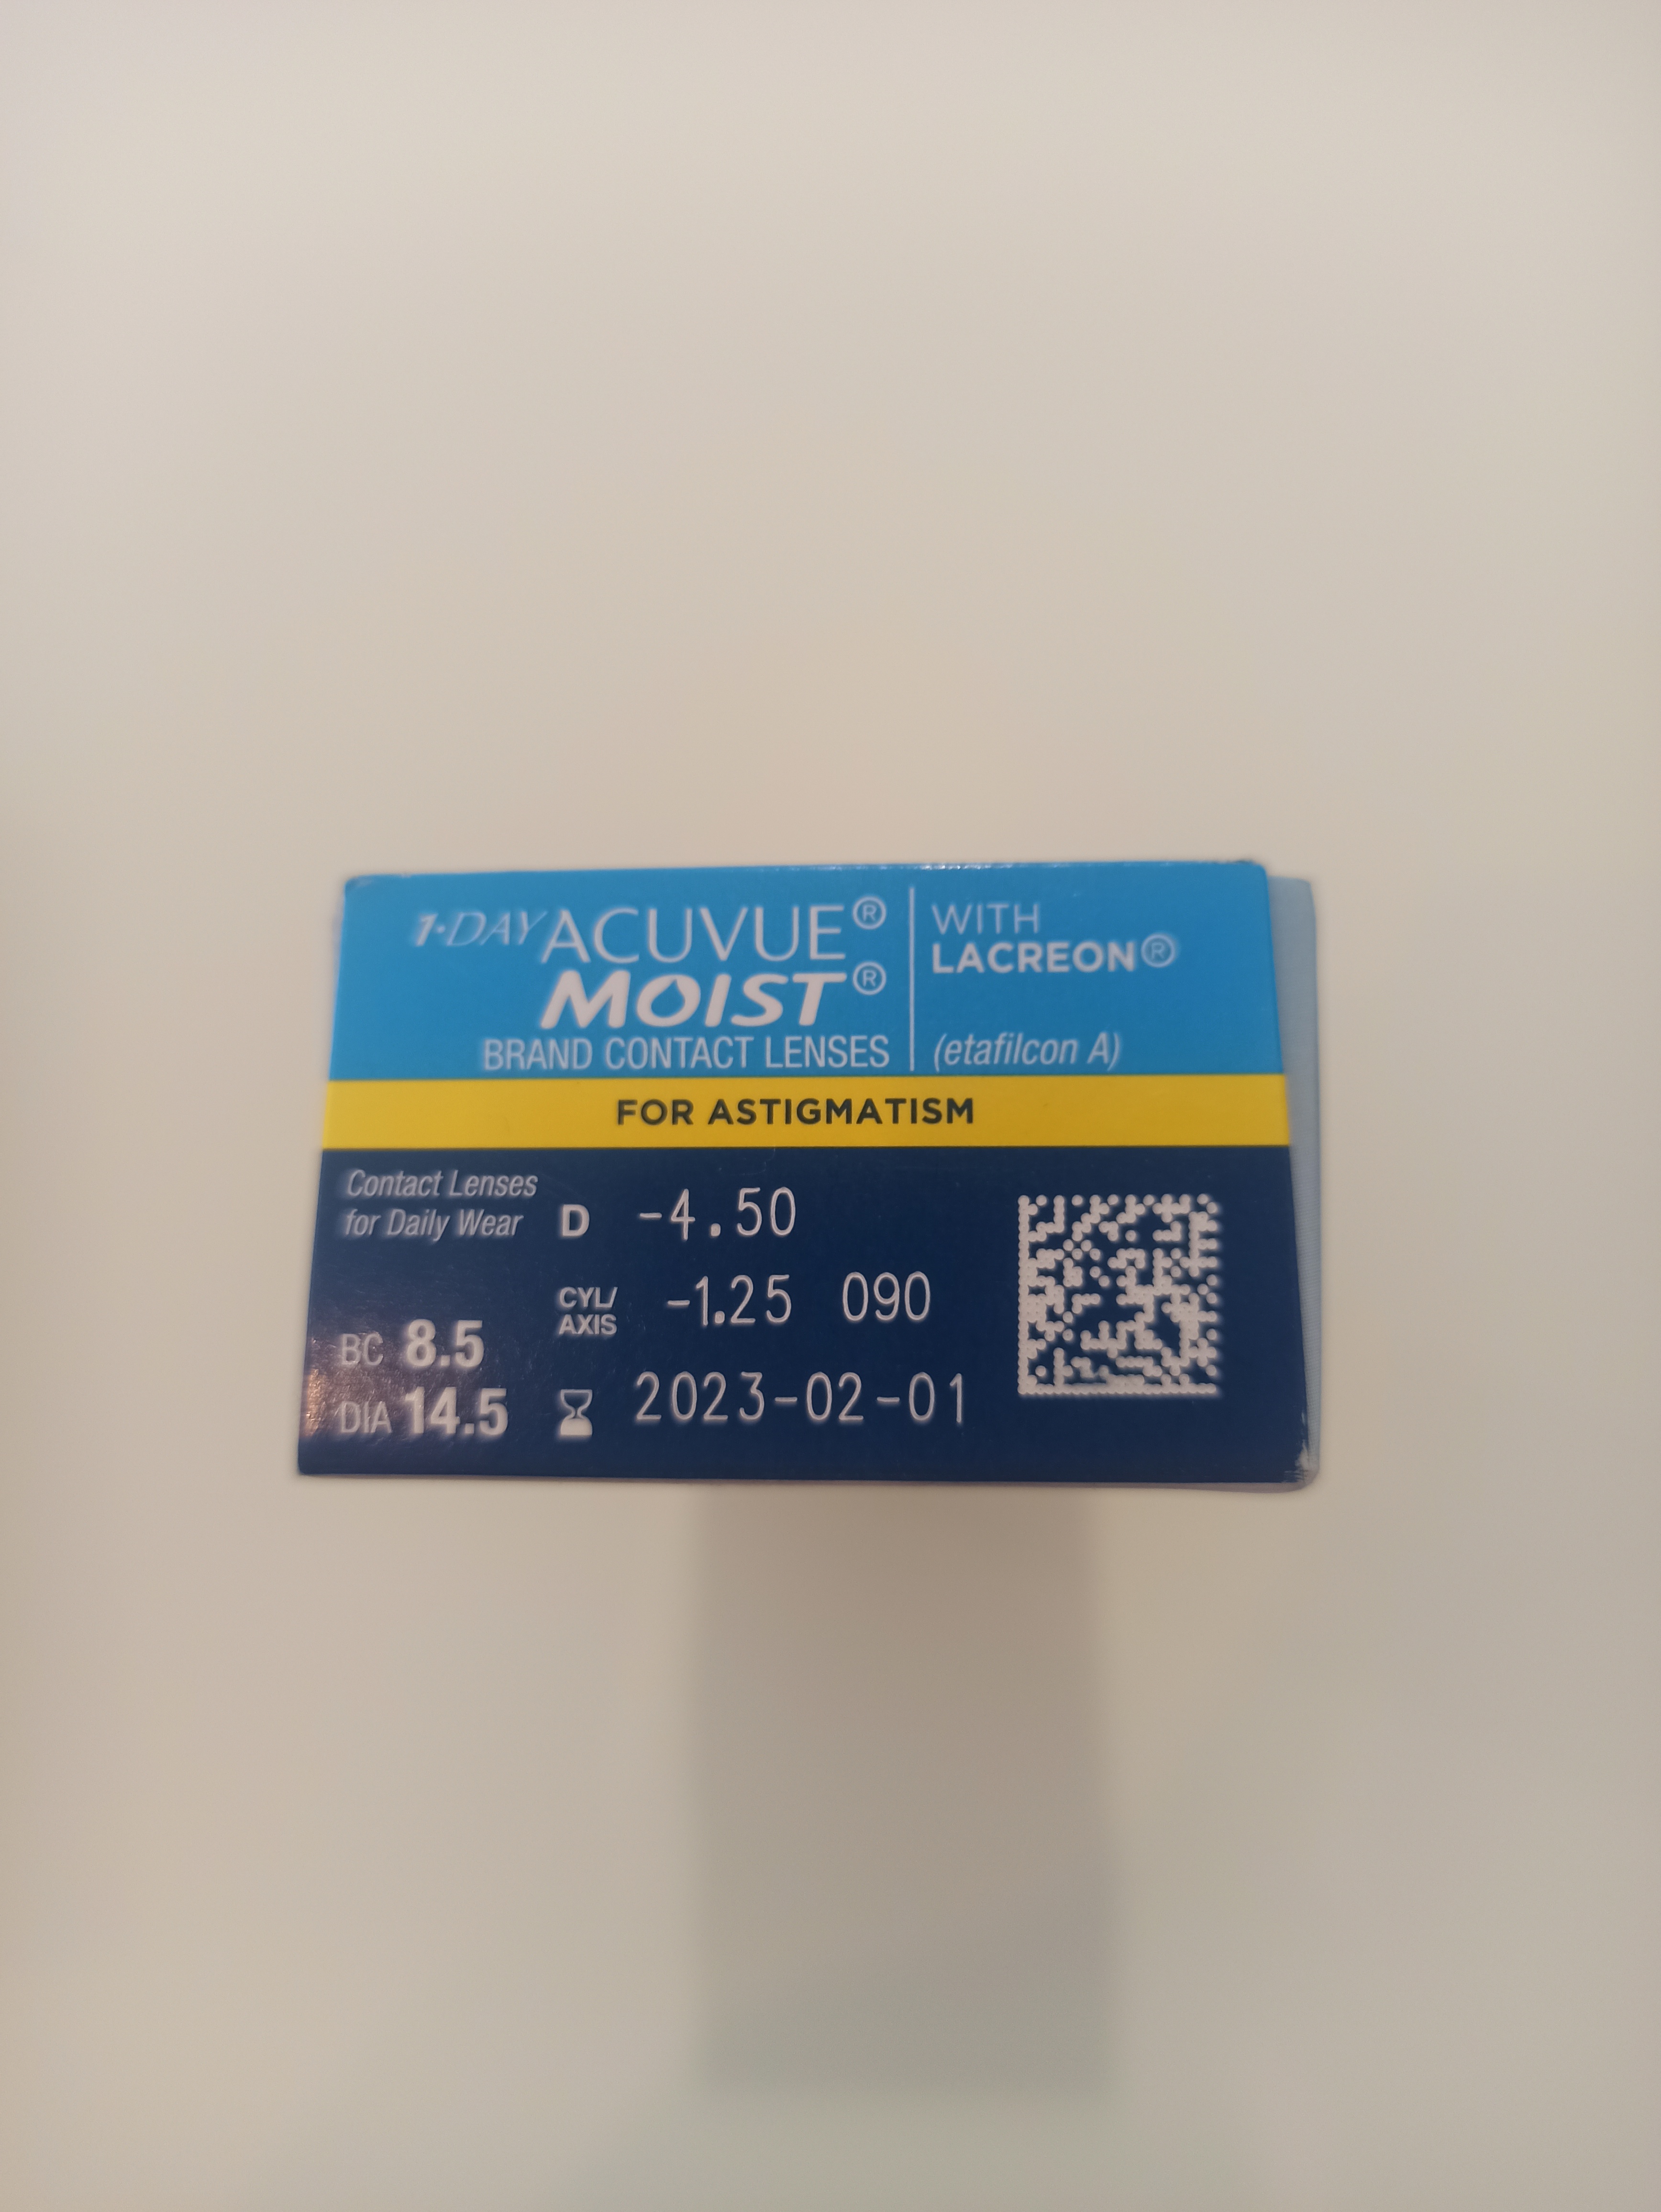 1·DAY ACUVUE®
MOIST®
BRAND CONTACT LENSES
WITH
LACREON®
(etafilcon A)
FOR ASTIGMATISM
Contact Lenses
for Daily Wear
D -4.50
CYL/
AXIS -1.25 090
BC 8.5
DIA 14.5
2023-02-01